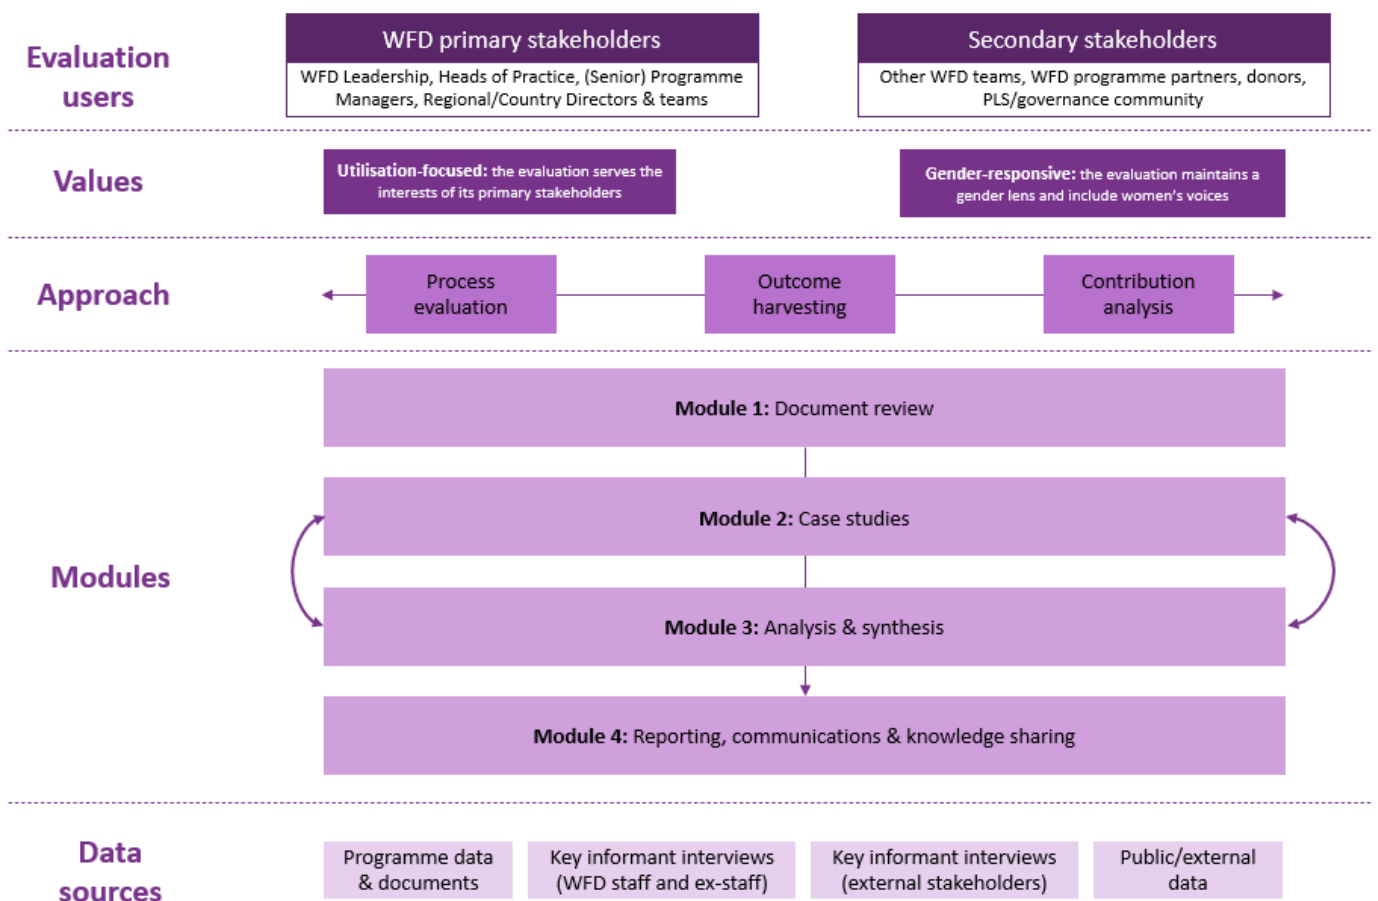 Evaluation
users
WFD primary stakeholders
WFD Leadership, Heads of Practice, (Senior) Programme
Managers, Regional/Country Directors & teams
Secondary stakeholders
Other WFD teams, WFD programme partners, donors,
PLS/governance community
Values
Utilisation-focused: the evaluation serves the
interests of its primary stakeholders
Gender-responsive: the evaluation maintains a
gender lens and include women's voices
Approach
Process
evaluation
Outcome
harvesting
Contribution
analysis
Modules
Module 1: Document review
Module 2: Case studies
Module 3: Analysis & synthesis
Module 4: Reporting, communications & knowledge sharing
Data
sources
Programme data
& documents
Key informant interviews
(WFD staff and ex-staff)
Key informant interviews
(external stakeholders)
Public/external
data